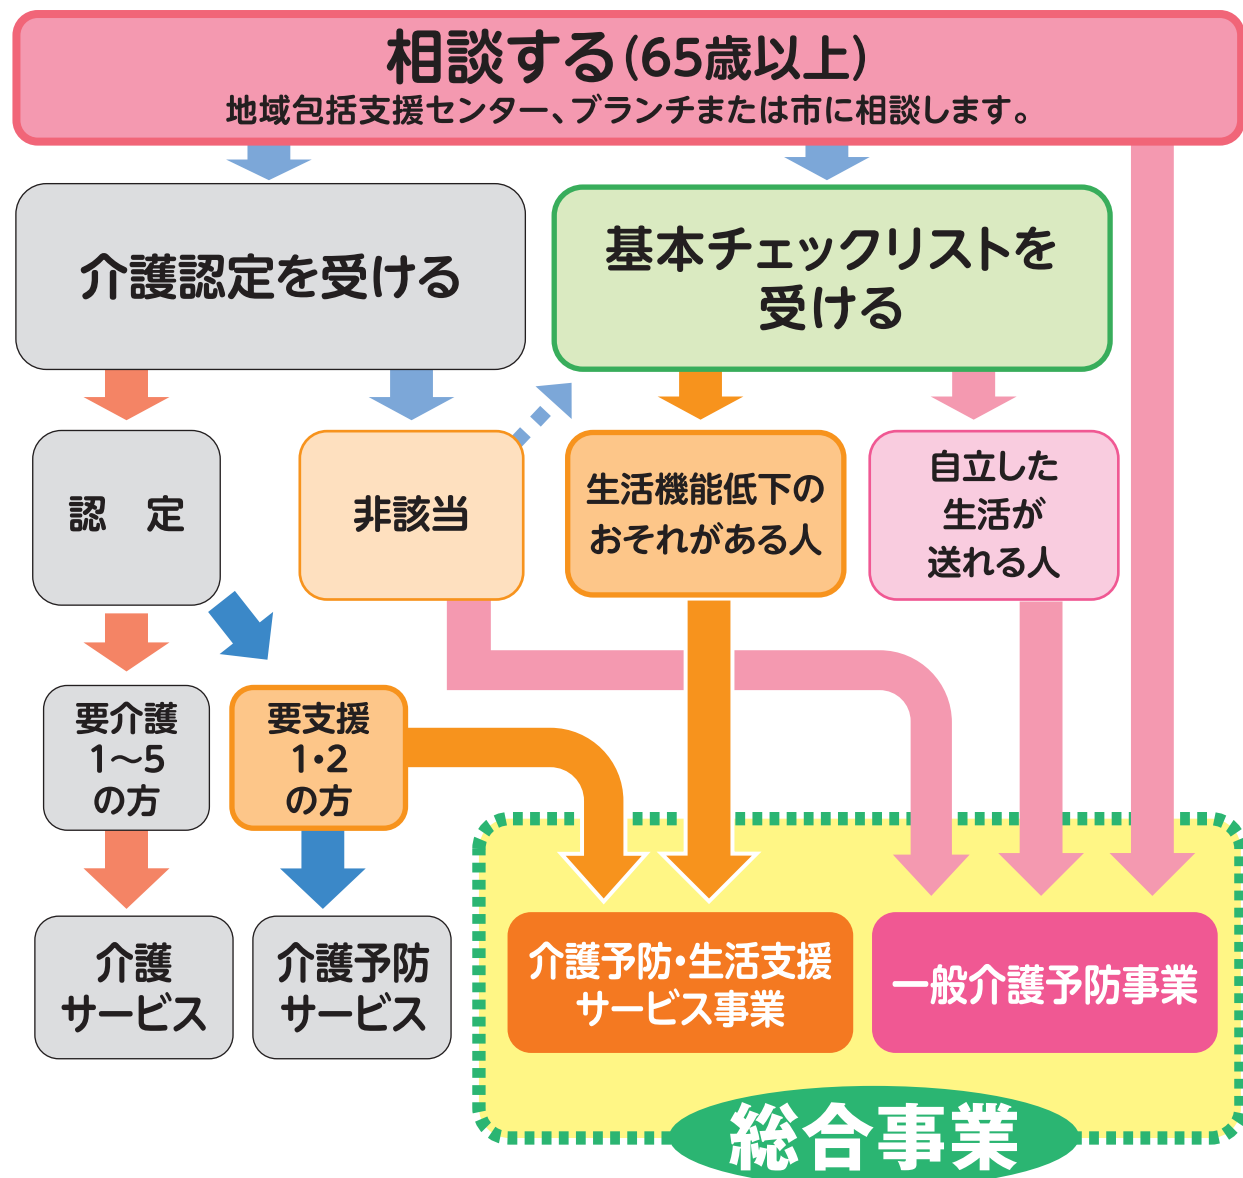 相談する(65歳以上)
地域包括支援センター、ブランチまたは市に相談します。
介護認定を受ける
基本チェックリストを
受ける
認　定
非該当
生活機能低下の
おそれがある人
自立した
生活が
送れる人
要介護
1～5
の方
要支援
1・2
の方
介護
サービス
介護予防
サービス
介護予防・生活支援
サービス事業
一般介護予防事業
総合事業